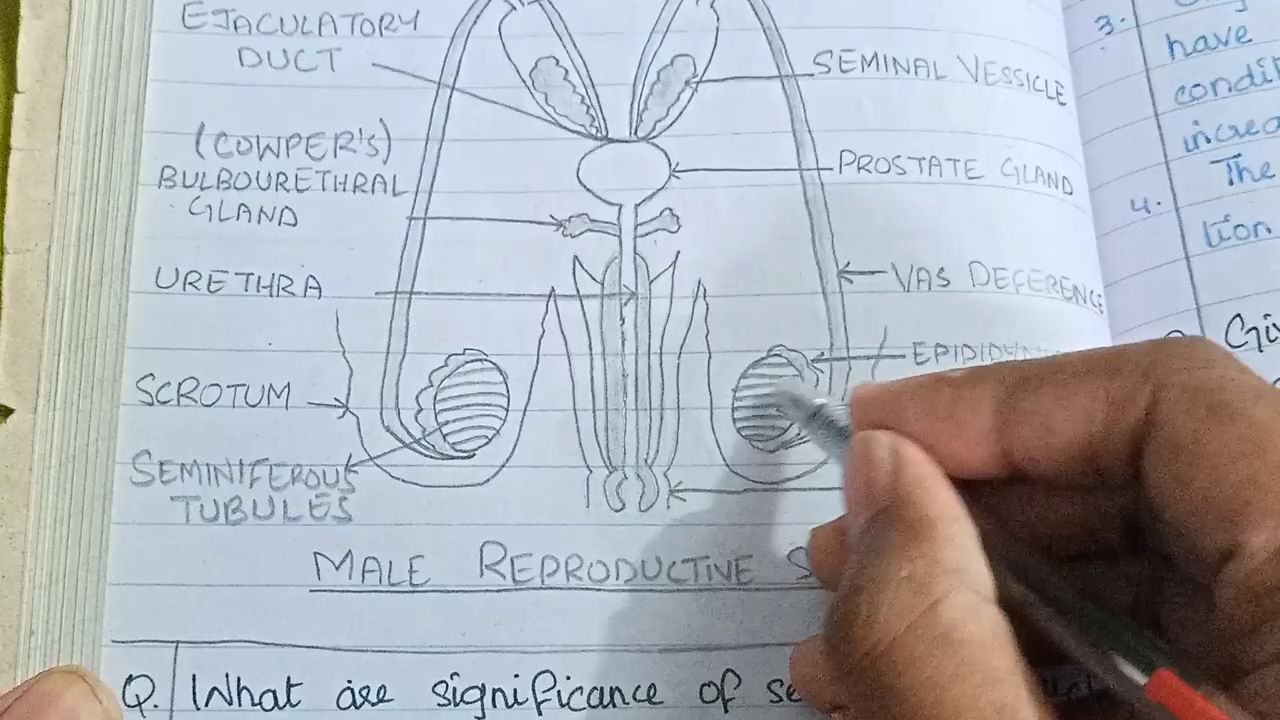 EJACULATORY
DUCT
SEMINAL VESSICLE
(COWPER'S)
BULBOURETHRAL
GLAND
PROSTATE GLAND
URETHRA
VAS DEFERENCE
SCROTUM
SEMINIFEROUS
TUBULES
MALE REPRODUCTIVE
Q. What are significance of
3.
have
The
4.
tion